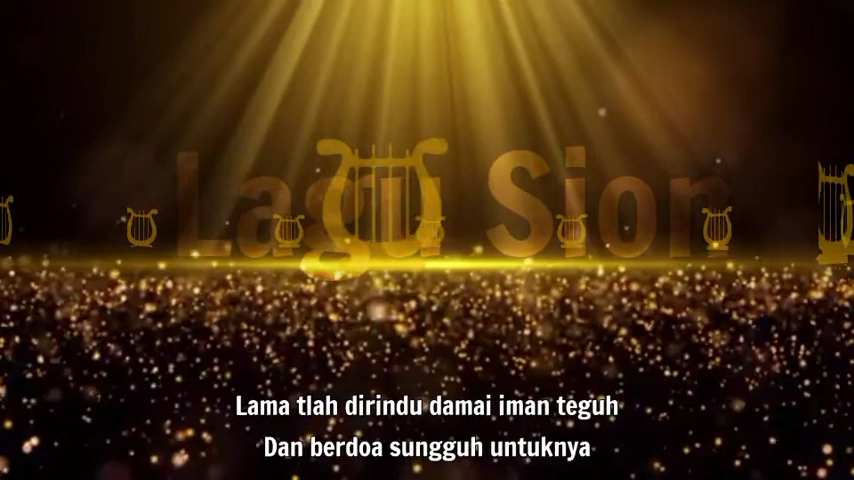 Lagu Sion
Lama tlah dirindu damai iman teguh
Dan berdoa sungguh untuknya